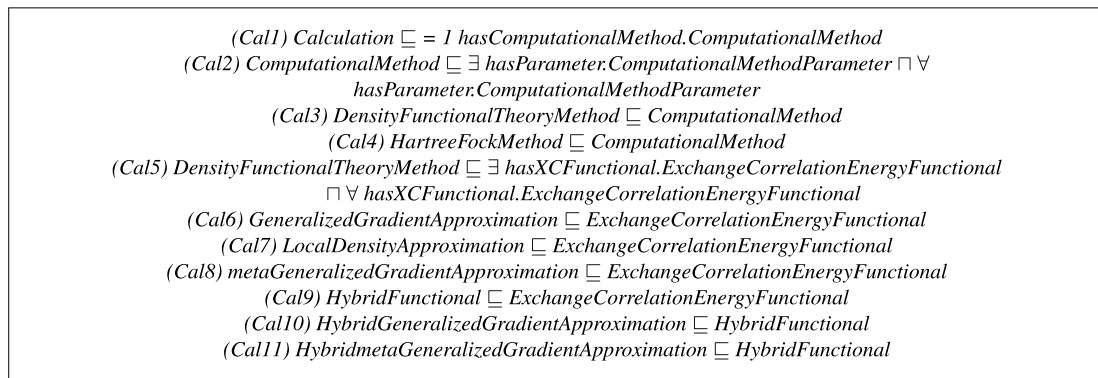 (Cal1) Calculation ⊑ = 1 hasComputationalMethod.ComputationalMethod
(Cal2) ComputationalMethod ⊑ ∃ hasParameter.ComputationalMethodParameter ⊓ ∀
hasParameter.ComputationalMethodParameter
(Cal3) DensityFunctionalTheoryMethod ⊑ ComputationalMethod
(Cal4) HartreeFockMethod ⊑ ComputationalMethod
(Cal5) DensityFunctionalTheoryMethod ⊑ ∃ hasXCFunctional.ExchangeCorrelationEnergyFunctional
⊓ ∀ hasXCFunctional.ExchangeCorrelationEnergyFunctional
(Cal6) GeneralizedGradientApproximation ⊑ ExchangeCorrelationEnergyFunctional
(Cal7) LocalDensityApproximation ⊑ ExchangeCorrelationEnergyFunctional
(Cal8) metaGeneralizedGradientApproximation ⊑ ExchangeCorrelationEnergyFunctional
(Cal9) HybridFunctional ⊑ ExchangeCorrelationEnergyFunctional
(Cal10) HybridGeneralizedGradientApproximation ⊑ HybridFunctional
(Cal11) HybridmetaGeneralizedGradientApproximation ⊑ HybridFunctional